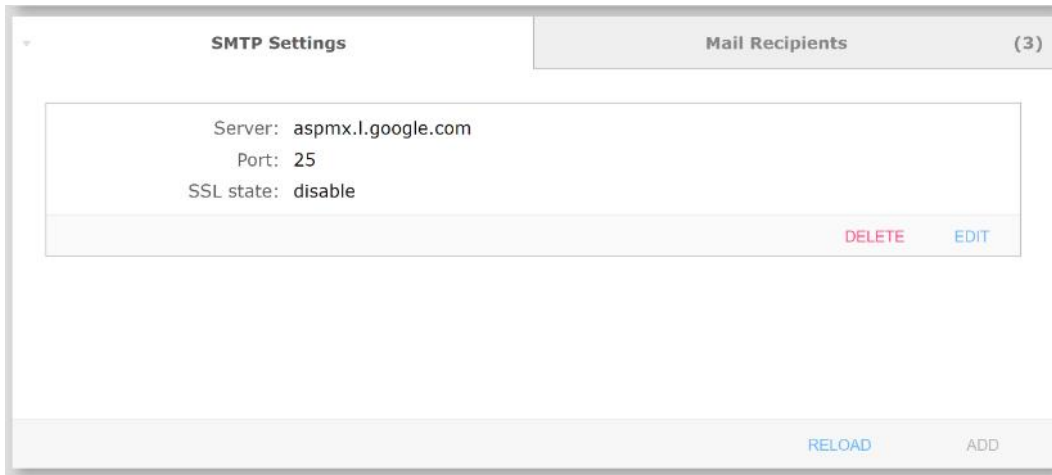 SMTP Settings
Mail Recipients (3)
Server: aspmx.l.google.com
Port: 25
SSL state: disable
DELETE EDIT
RELOAD ADD